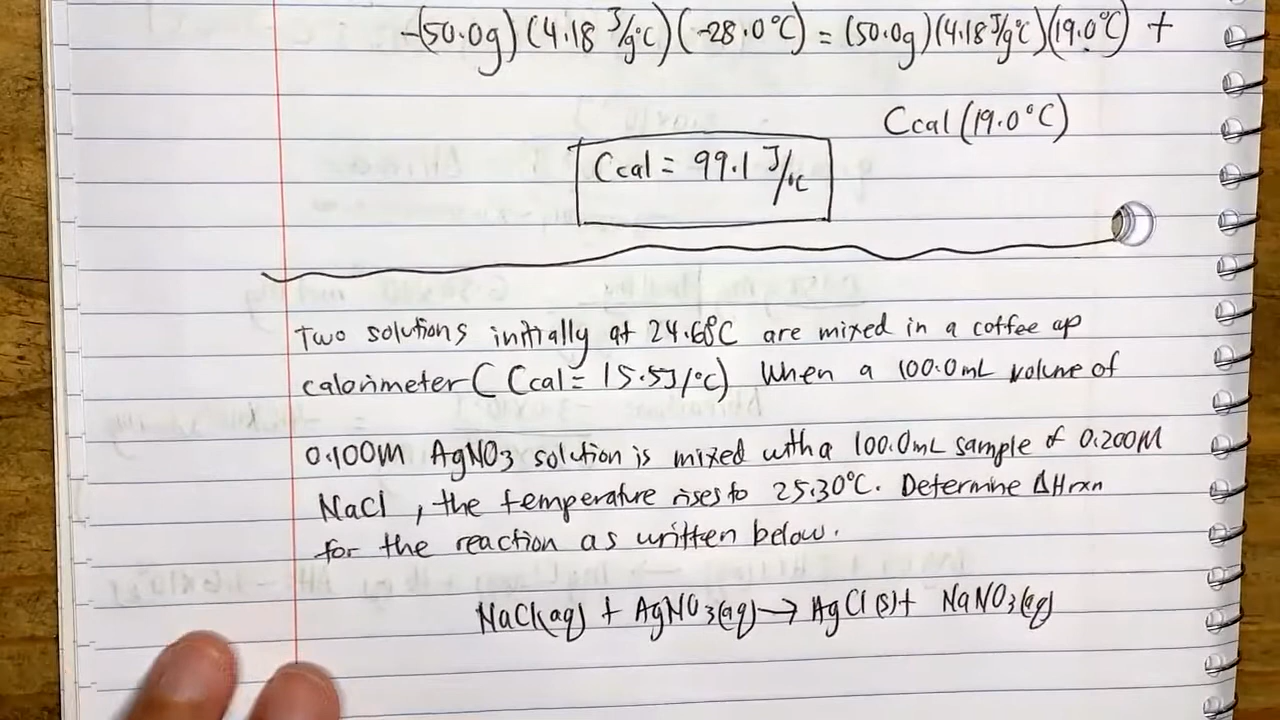 -(50.0g)(4.18 J/g°C)(-28.0°C) = (50.0g)(4.18 J/g°C)(19.0°C) +
Ccal (19.0°C)
Ccal = 99.1 J/°C
Two solutions initially at 24.68°C are mixed in a coffee cup
calorimeter (Ccal = 15.5J/°C) When a 100.0mL volume of
0.100M AgNO3 solution is mixed with a 100.0mL sample of 0.200M
NaCl, the temperature rises to 25.30°C. Determine ΔHrxn
for the reaction as written below.
NaCl(aq) + AgNO3(aq) → AgCl(s) + NaNO3(aq)